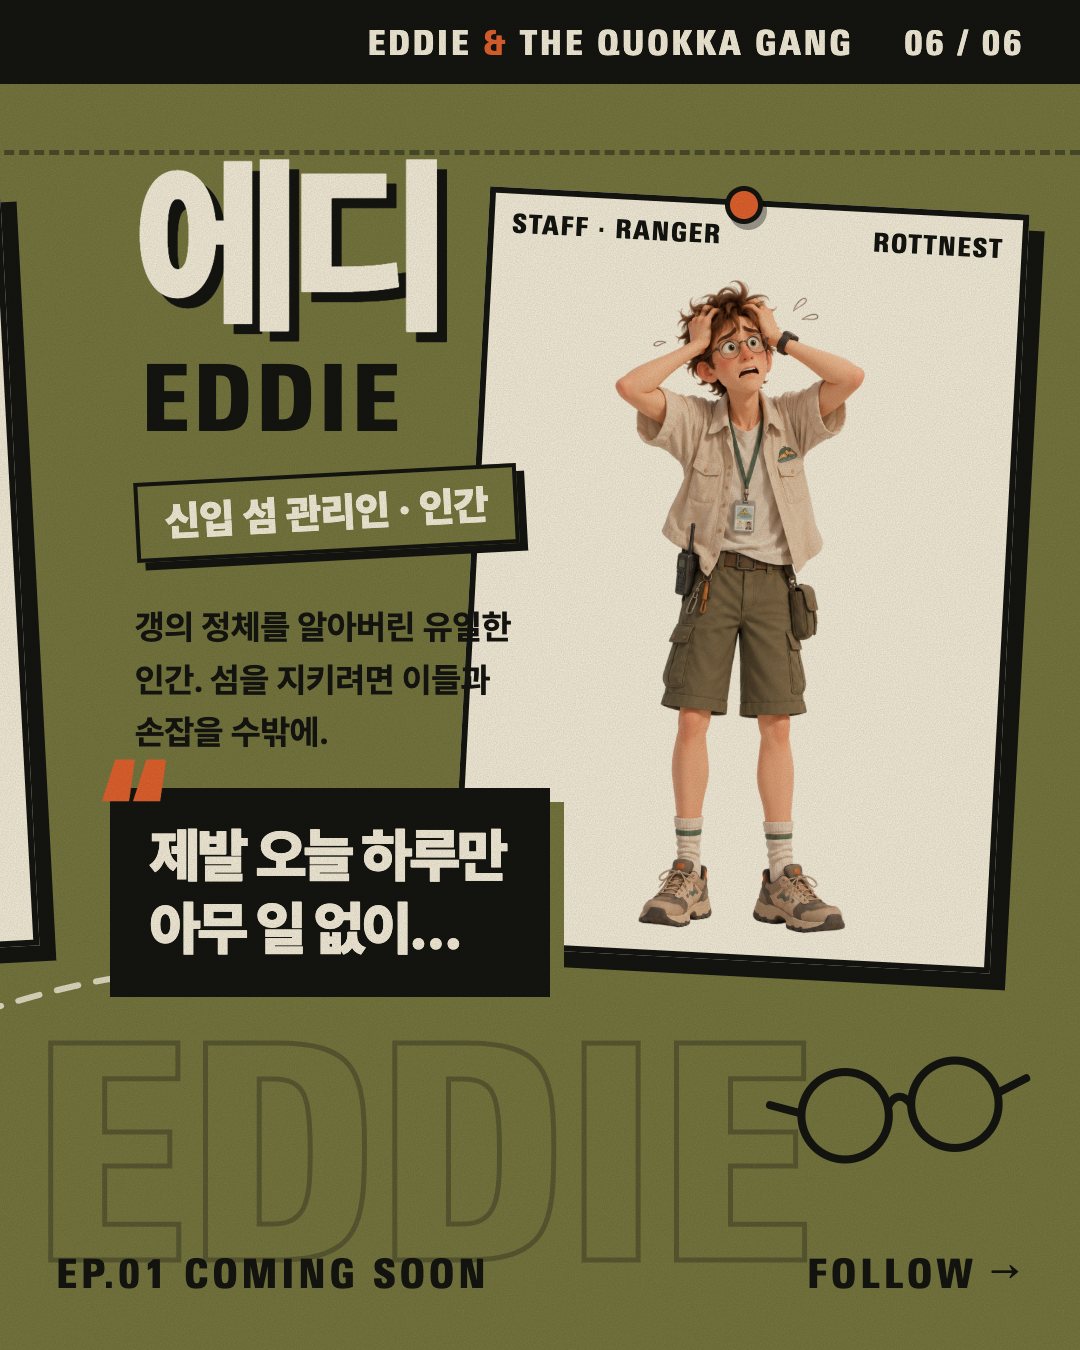 EDDIE & THE QUOKKA GANG 06 / 06
에디
EDDIE
신입 섬 관리인 · 인간
갱의 정체를 알아버린 유일한
인간. 섬을 지키려면 이들과
손잡을 수밖에.
"
제발 오늘 하루만
아무 일 없이...
STAFF · RANGER ROTTNEST
EDDIE
EP.01 COMING SOON FOLLOW →